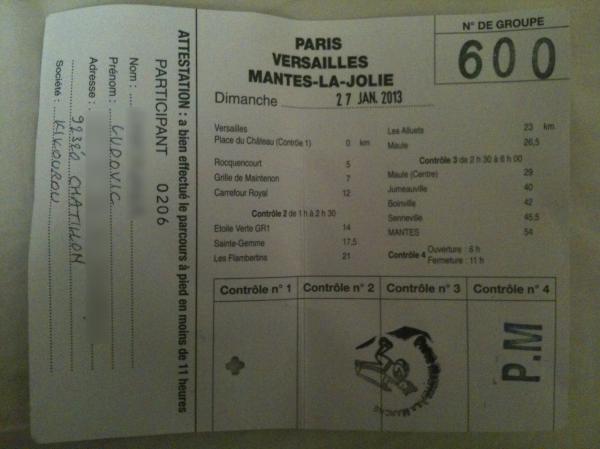 ATTESTATION : a bien effectué le parcours à pied en moins de 11 heures
PARTICIPANT 0206
Nom :
Prénom : LUDOVIC
Adresse :
92320 CHATILLON
Société : KIKOUROU
PARIS
VERSAILLES
MANTES-LA-JOLIE
Dimanche 27 JAN. 2013
N° DE GROUPE
600
Versailles
Place du Château (Contrôle 1) 0 km
Rocquencourt 5
Grille de Maintenon 7
Carrefour Royal 12
Contrôle 2 de 1 h à 2 h 30
Etoile Verte GR1 14
Sainte-Gemme 17,5
Les Flambertins 21
Les Alluets 23 km
Maule 26,5
Contrôle 3 de 2 h 30 à 6 h 00
Maule (Centre) 29
Jumeauville 40
Boinville 42
Senneville 45,5
MANTES 54
Contrôle 4 Ouverture : 6 h
Fermeture : 11 h
Contrôle n° 1
Contrôle n° 2
Contrôle n° 3
Contrôle n° 4
P.M